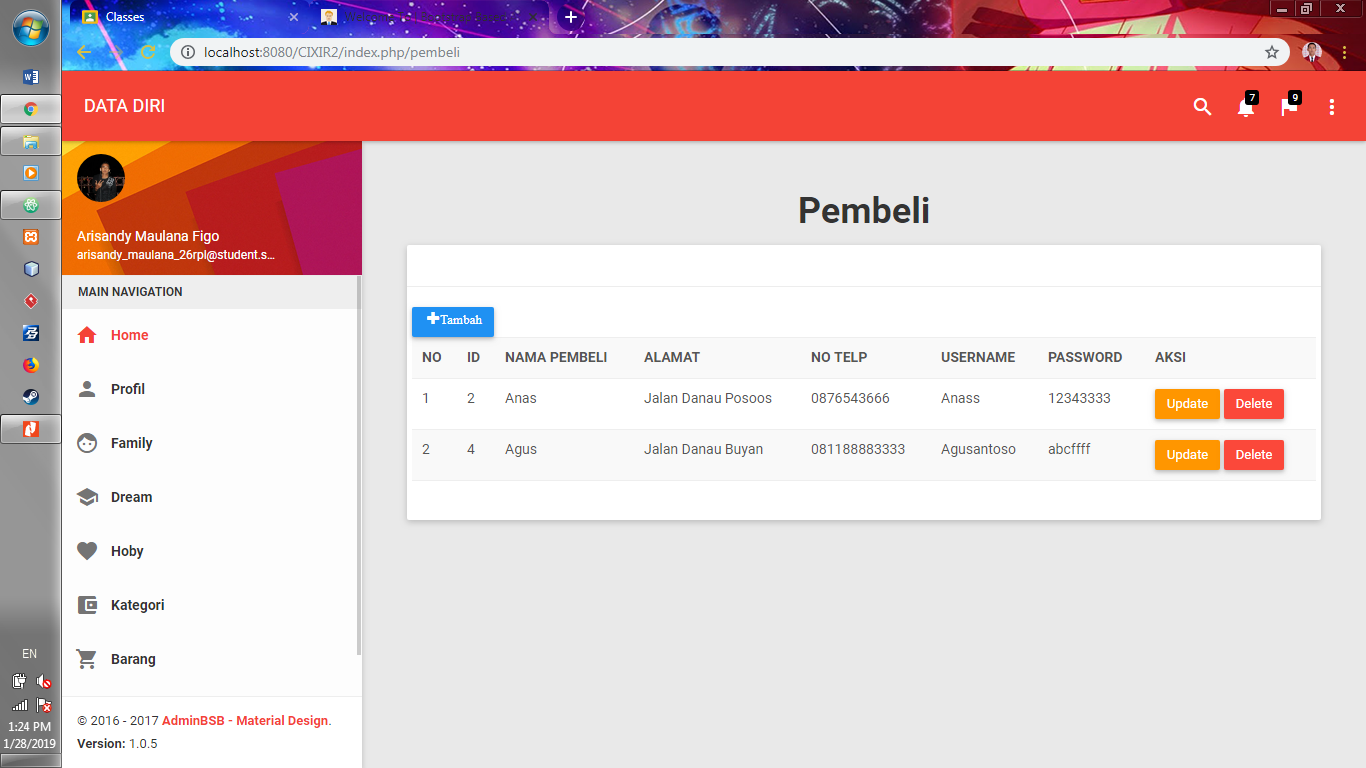 Classes
localhost:8080/CIXIR2/index.php/pembeli
DATA DIRI
7
9
Arisandy Maulana Figo
arisandy_maulana_26rpl@student.s...
MAIN NAVIGATION
Home
Profil
Family
Dream
Hoby
Kategori
Barang
© 2016 - 2017 AdminBSB - Material Design.
Version: 1.0.5
Pembeli
Tambah
NO ID NAMA PEMBELI ALAMAT NO TELP USERNAME PASSWORD AKSI
1 2 Anas Jalan Danau Posoos 0876543666 Anass 12343333 Update Delete
2 4 Agus Jalan Danau Buyan 081188883333 Agusantoso abcffff Update Delete
EN
1:24 PM
1/28/2019